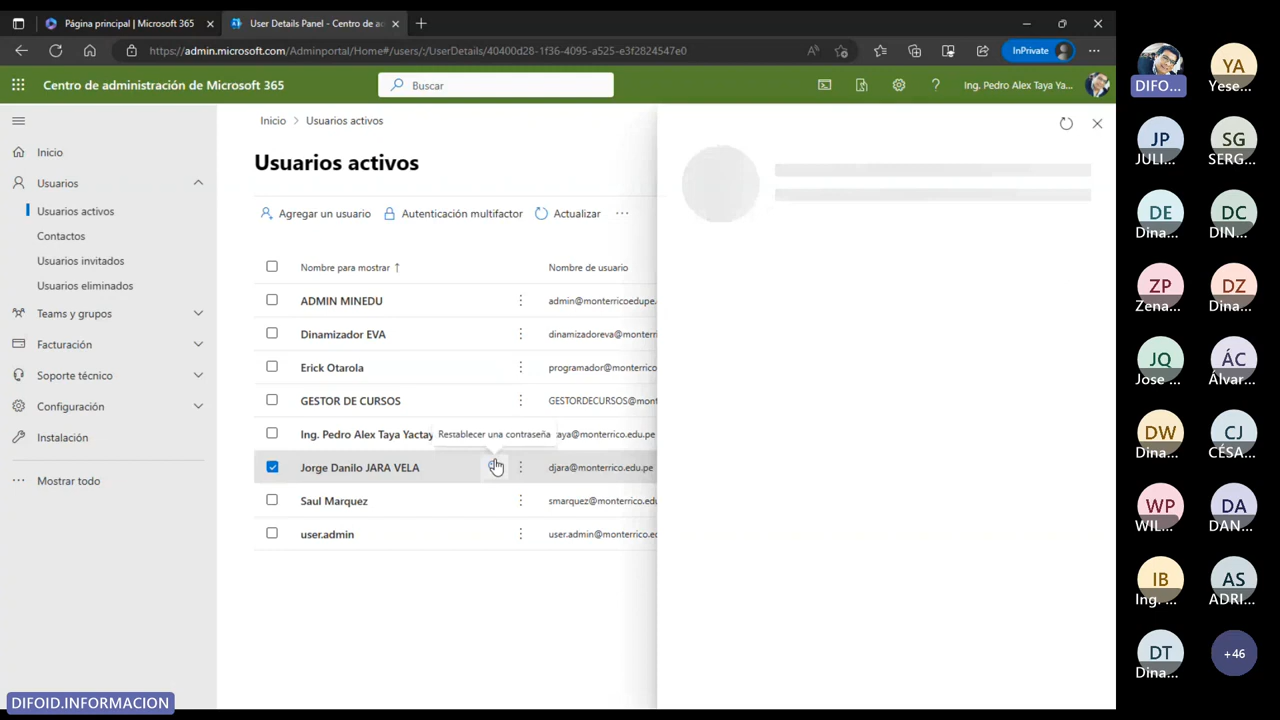 Página principal | Microsoft 365
User Details Panel - Centro de ac
https://admin.microsoft.com/Adminportal/Home#/users/:/UserDetails/40400d28-1f36-4095-a525-e3f2824547e0
InPrivate
Centro de administración de Microsoft 365
Buscar
Ing. Pedro Alex Taya Ya...
Inicio
Usuarios
Usuarios activos
Contactos
Usuarios invitados
Usuarios eliminados
Teams y grupos
Facturación
Soporte técnico
Configuración
Instalación
Mostrar todo
Inicio > Usuarios activos
Usuarios activos
Agregar un usuario Autenticación multifactor Actualizar
Nombre para mostrar ↑ Nombre de usuario
ADMIN MINEDU admin@monterricoedupe.
Dinamizador EVA dinamizadoreva@monterri
Erick Otarola programador@monterric
GESTOR DE CURSOS GESTORDECURSOS@mont
Ing. Pedro Alex Taya Yactay Restablecer una contraseña taya@monterrico.edu.pe
Jorge Danilo JARA VELA djara@monterrico.edu.pe
Saul Marquez smarquez@monterrico.edu
user.admin user.admin@monterrico.ed
DIFO...
YA
Yese...
JP
JULI...
SG
SERG...
DE
Dina...
DC
DIN...
ZP
Zena...
DZ
Dina...
JQ
Jose ...
ÁC
Álvar...
DW
Dina...
CJ
CÉSA...
WP
WIL...
DA
DAN...
IB
Ing. ...
AS
ADRI...
DT
Dina...
+46
DIFOID.INFORMACION